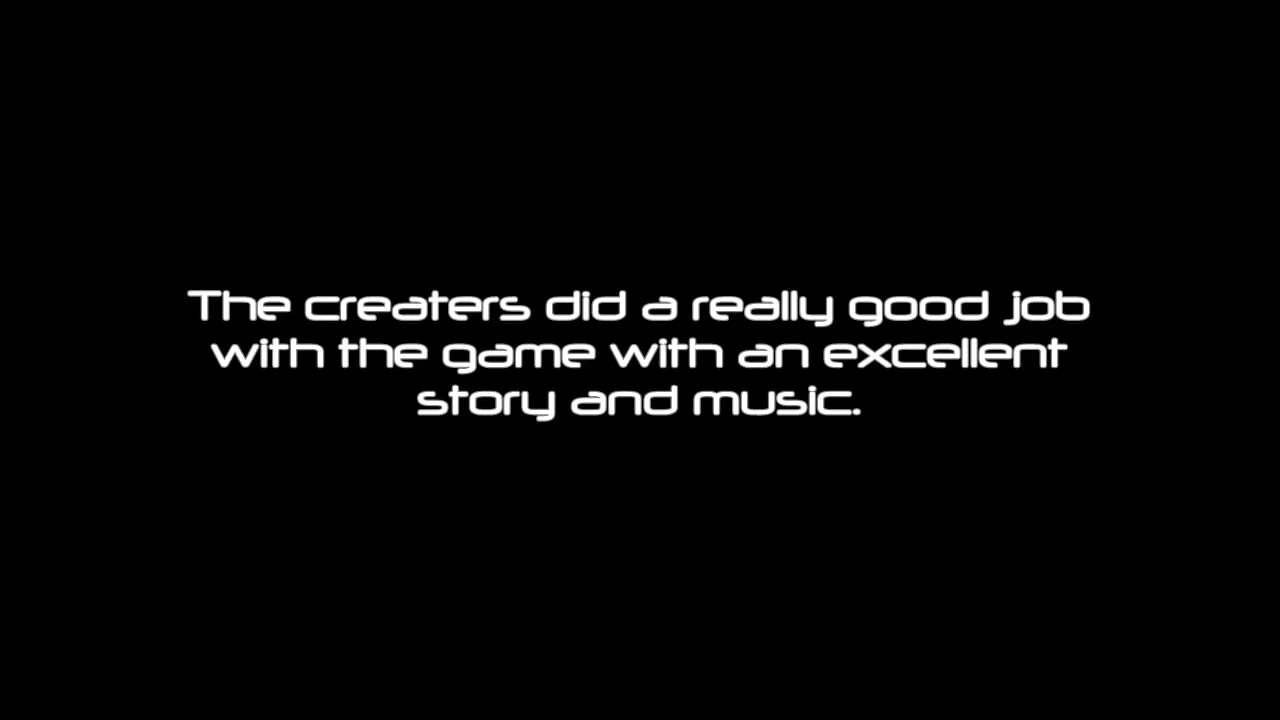 The creaters did a really good job
with the game with an excellent
story and music.